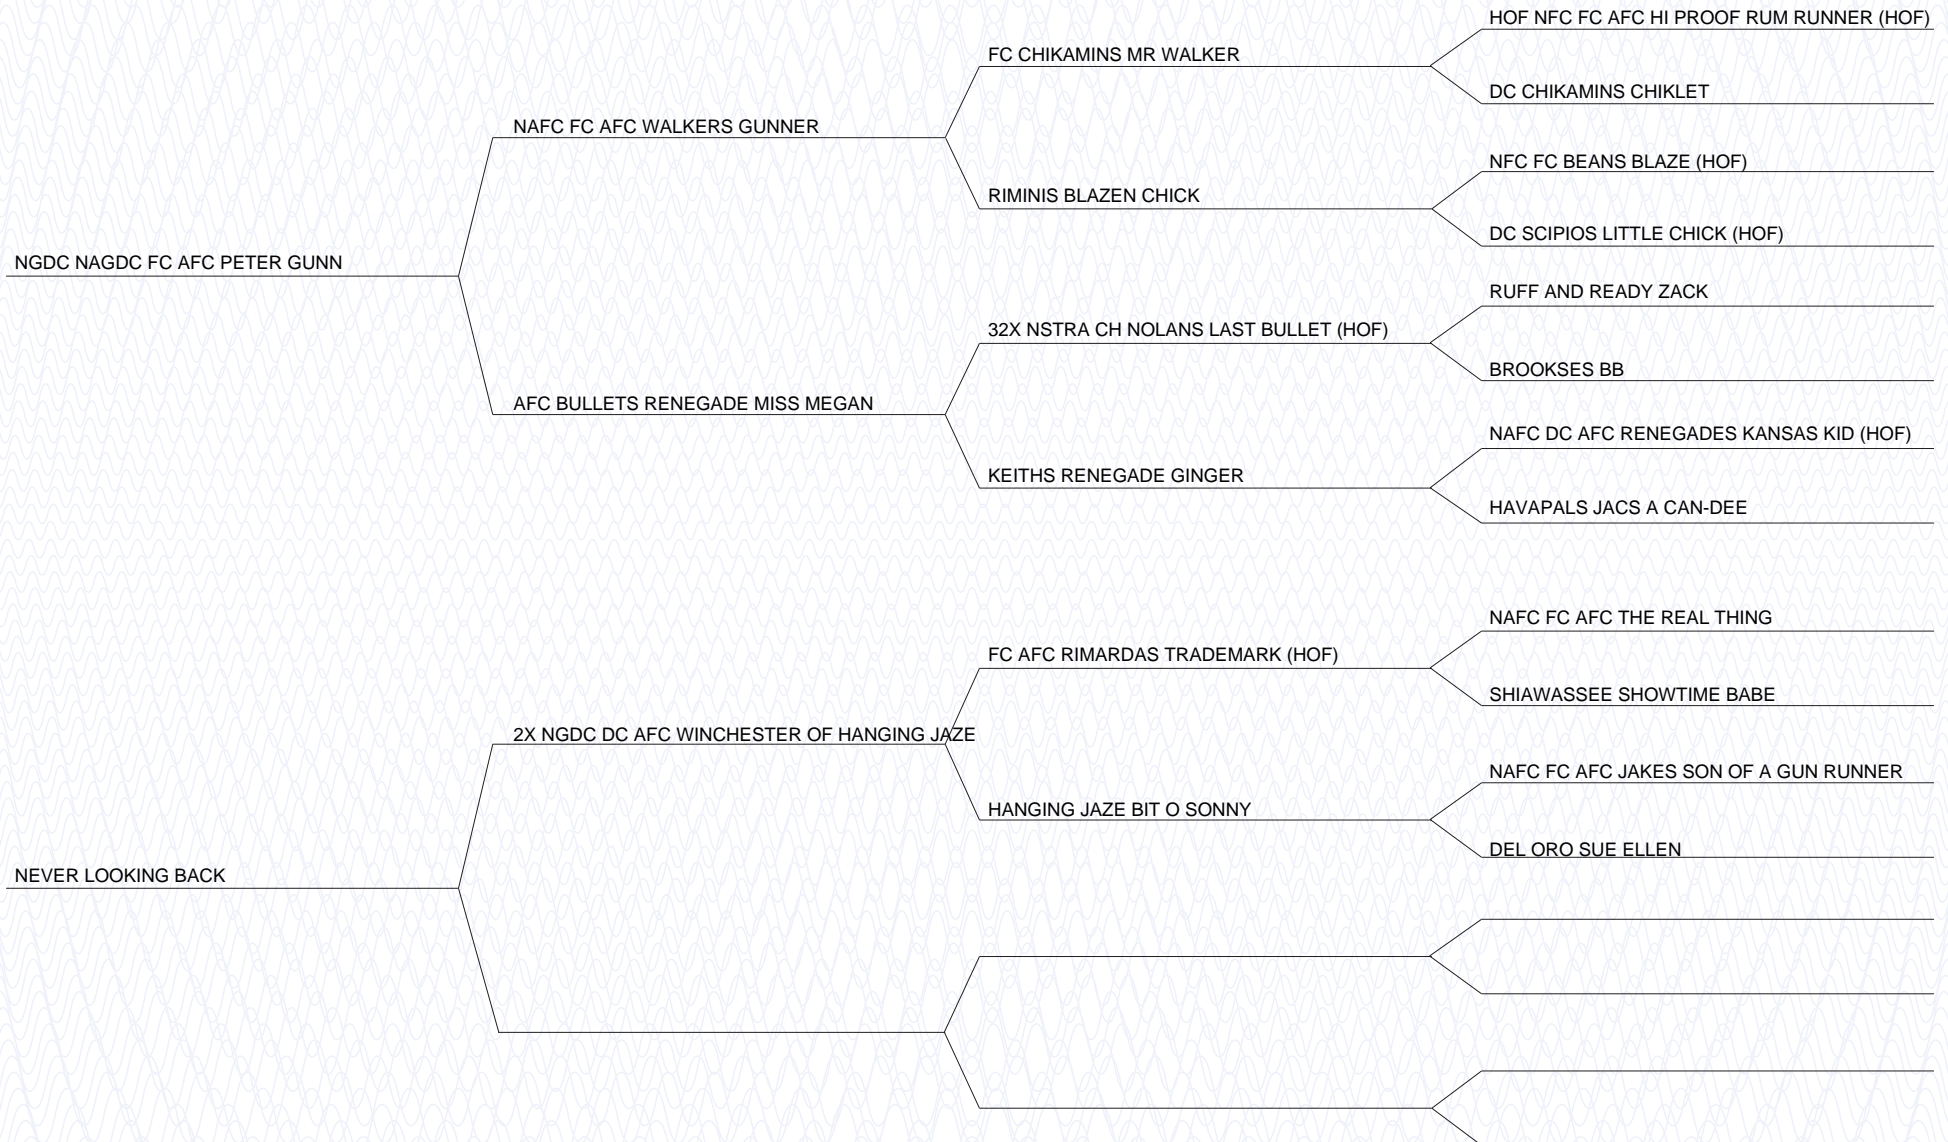 HOF NFC FC AFC HI PROOF RUM RUNNER (HOF)
FC CHIKAMINS MR WALKER
DC CHIKAMINS CHIKLET
NAFC FC AFC WALKERS GUNNER
NFC FC BEANS BLAZE (HOF)
RIMINIS BLAZEN CHICK
DC SCIPIOS LITTLE CHICK (HOF)
NGDC NAGDC FC AFC PETER GUNN
RUFF AND READY ZACK
32X NSTRA CH NOLANS LAST BULLET (HOF)
BROOKSES BB
AFC BULLETS RENEGADE MISS MEGAN
NAFC DC AFC RENEGADES KANSAS KID (HOF)
KEITHS RENEGADE GINGER
HAVAPALS JACS A CAN-DEE
NAFC FC AFC THE REAL THING
FC AFC RIMARDAS TRADEMARK (HOF)
SHIAWASSEE SHOWTIME BABE
2X NGDC DC AFC WINCHESTER OF HANGING JAZE
NAFC FC AFC JAKES SON OF A GUN RUNNER
HANGING JAZE BIT O SONNY
DEL ORO SUE ELLEN
NEVER LOOKING BACK